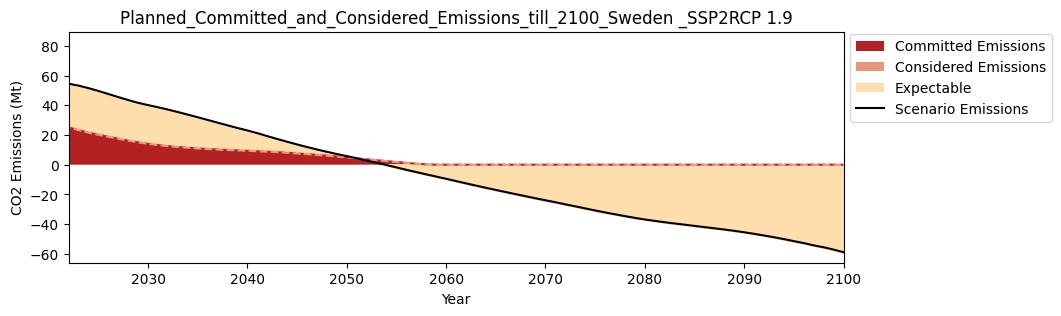 Planned_Committed_and_Considered_Emissions_till_2100_Sweden _SSP2RCP 1.9
CO2 Emissions (Mt)
80
60
40
20
0
−20
−40
−60
2030 2040 2050 2060 2070 2080 2090 2100
Year
Committed Emissions
Considered Emissions
Expectable
Scenario Emissions